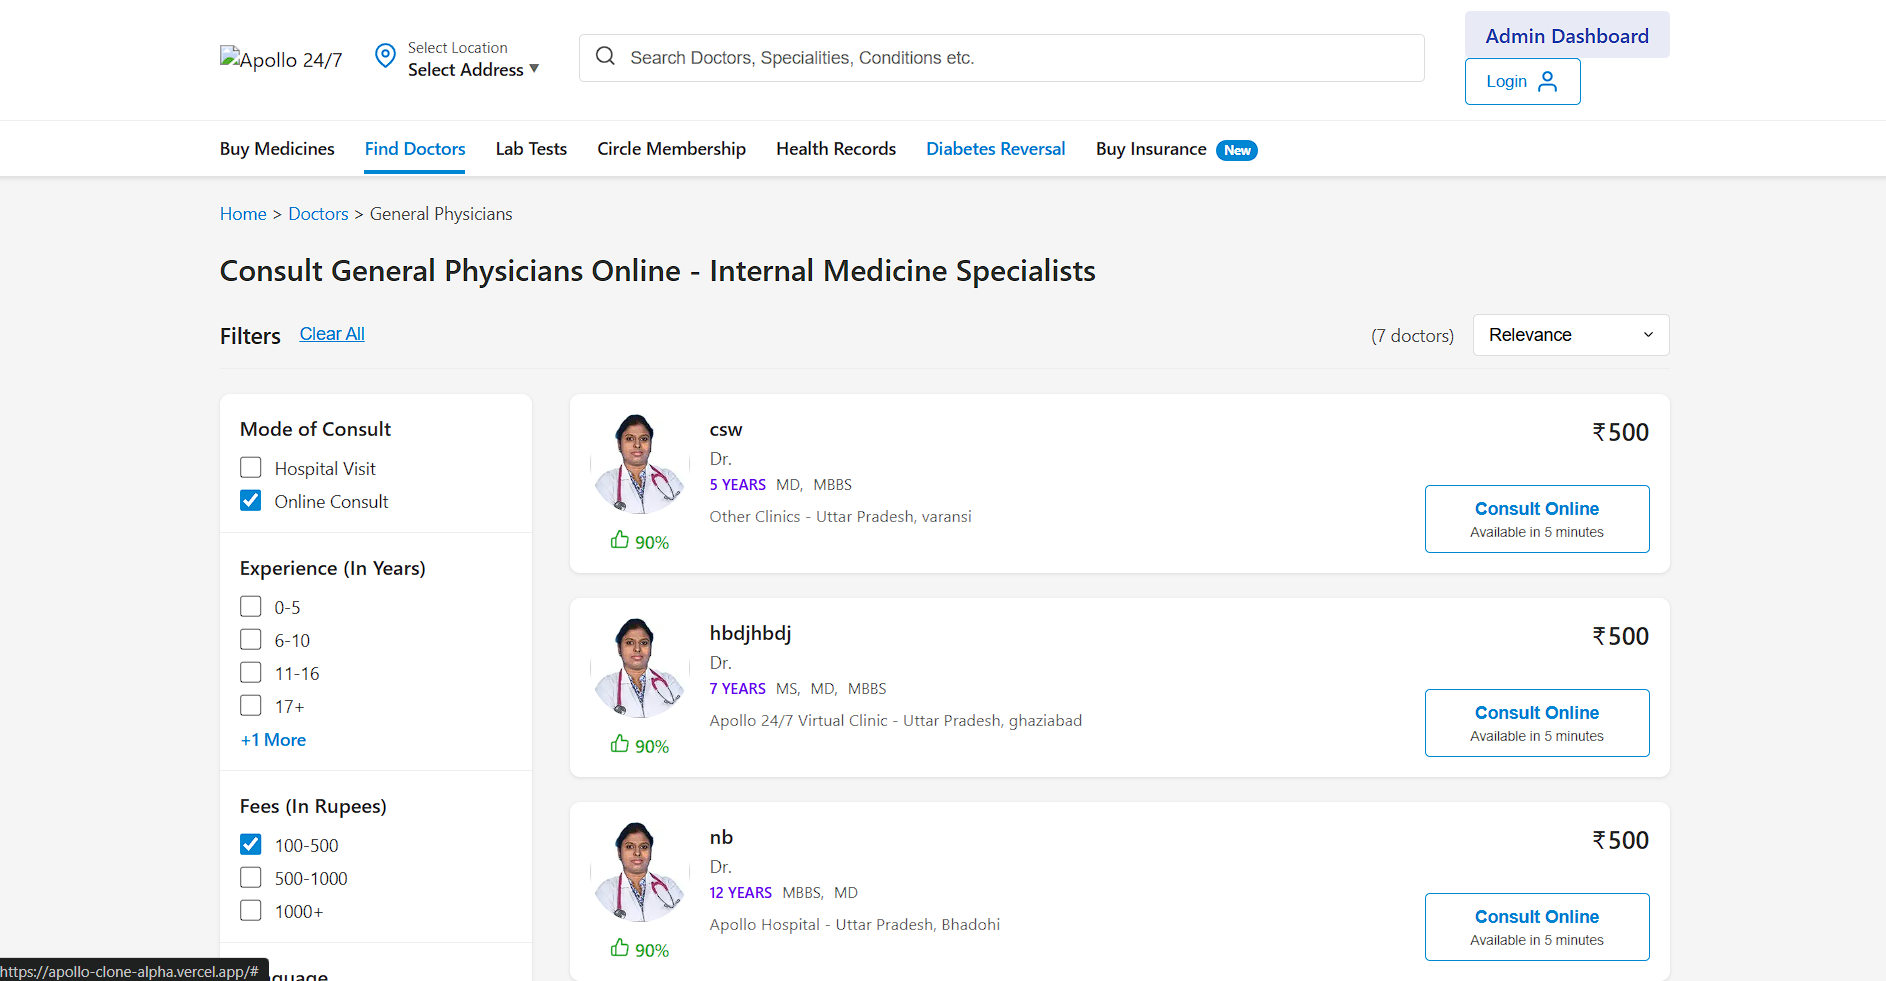 Apollo 24/7
Select Location
Select Address
Search Doctors, Specialities, Conditions etc.
Admin Dashboard
Login
Buy Medicines
Find Doctors
Lab Tests
Circle Membership
Health Records
Diabetes Reversal
Buy Insurance New
Home > Doctors > General Physicians
Consult General Physicians Online - Internal Medicine Specialists
Filters
Clear All
(7 doctors)
Relevance
Mode of Consult
Hospital Visit
Online Consult
Experience (In Years)
0-5
6-10
11-16
17+
+1 More
Fees (In Rupees)
100-500
500-1000
1000+
csw
Dr.
5 YEARS MD, MBBS
Other Clinics - Uttar Pradesh, varansi
90%
₹500
Consult Online
Available in 5 minutes
hbdjhbdj
Dr.
7 YEARS MS, MD, MBBS
Apollo 24/7 Virtual Clinic - Uttar Pradesh, ghaziabad
90%
₹500
Consult Online
Available in 5 minutes
nb
Dr.
12 YEARS MBBS, MD
Apollo Hospital - Uttar Pradesh, Bhadohi
90%
₹500
Consult Online
Available in 5 minutes
https://apollo-clone-alpha.vercel.app/#